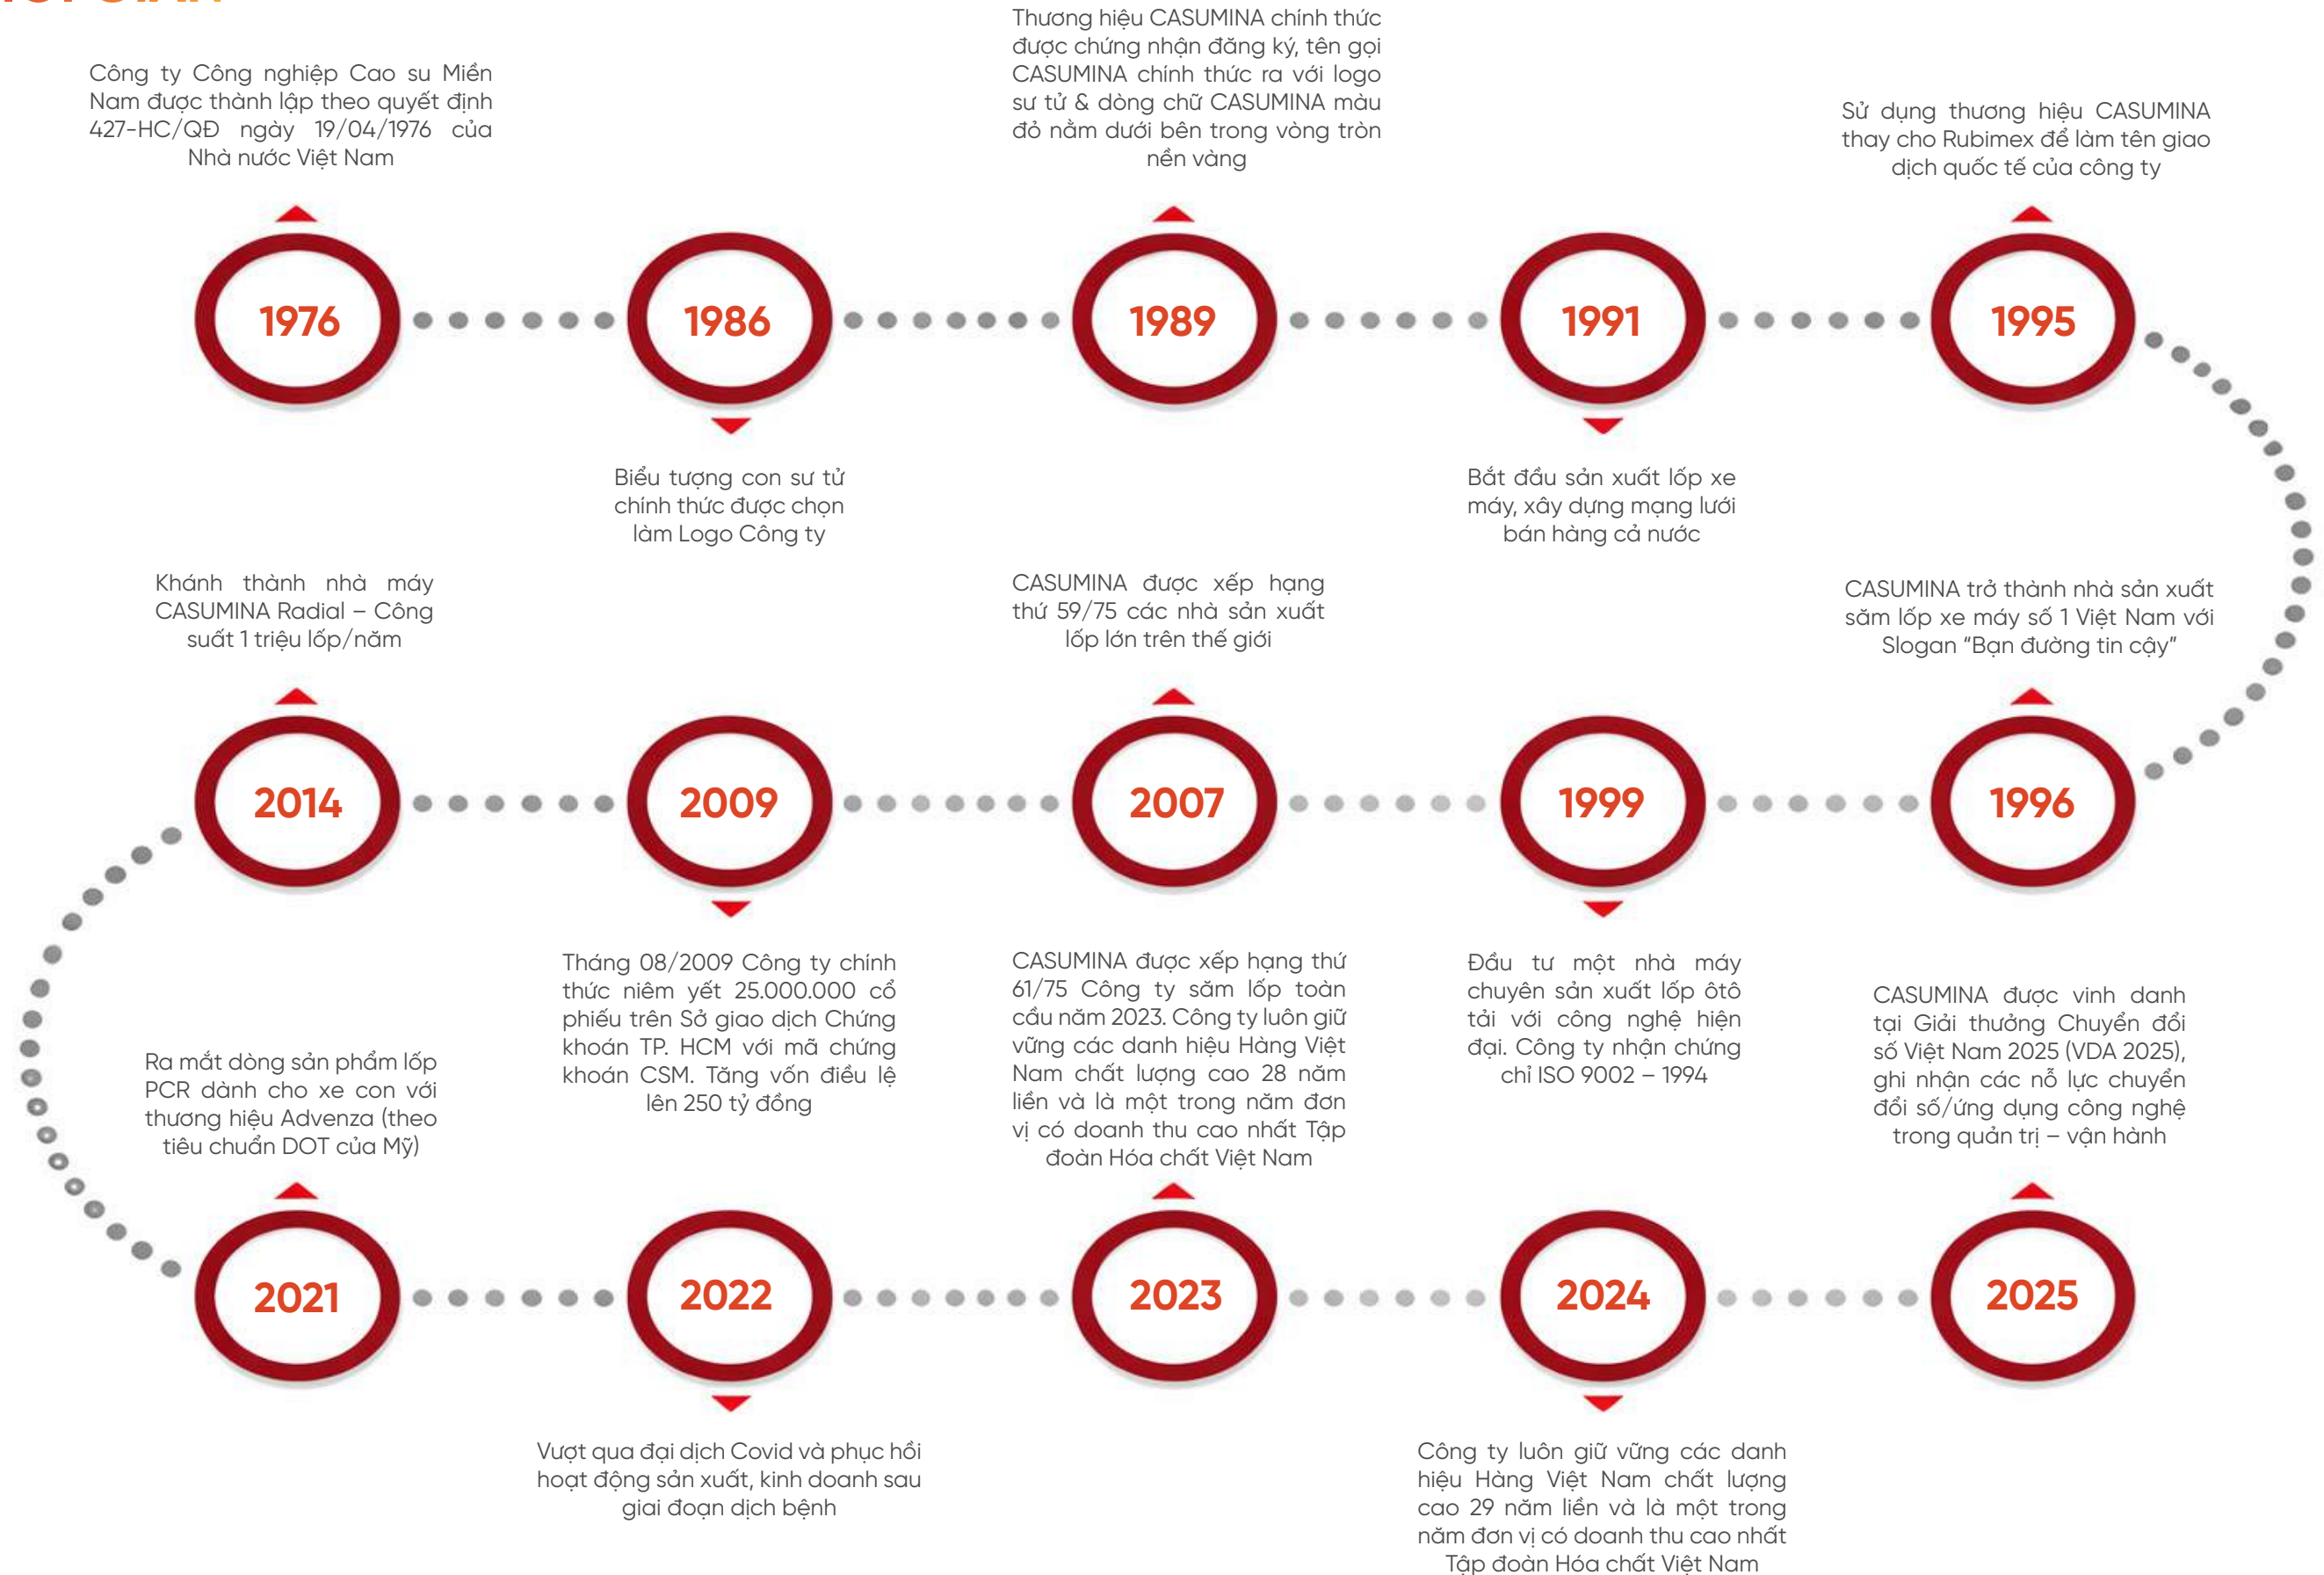 Công ty Công nghiệp Cao su Miền
Nam được thành lập theo quyết định
427-HC/QĐ ngày 19/04/1976 của
Nhà nước Việt Nam
Thương hiệu CASUMINA chính thức
được chứng nhận đăng ký, tên gọi
CASUMINA chính thức ra với logo
sư tử & dòng chữ CASUMINA màu
đỏ nằm dưới bên trong vòng tròn
nền vàng
Sử dụng thương hiệu CASUMINA
thay cho Rubimex để làm tên giao
dịch quốc tế của công ty
1976
1986
1989
1991
1995
Biểu tượng con sư tử
chính thức được chọn
làm Logo Công ty
Bắt đầu sản xuất lốp xe
máy, xây dựng mạng lưới
bán hàng cả nước
Khánh thành nhà máy
CASUMINA Radial – Công
suất 1 triệu lốp/năm
CASUMINA được xếp hạng
thứ 59/75 các nhà sản xuất
lốp lớn trên thế giới
CASUMINA trở thành nhà sản xuất
săm lốp xe máy số 1 Việt Nam với
Slogan “Bạn đường tin cậy”
2014
2009
2007
1999
1996
Tháng 08/2009 Công ty chính
thức niêm yết 25.000.000 cổ
phiếu trên Sở giao dịch Chứng
khoán TP. HCM với mã chứng
khoán CSM. Tăng vốn điều lệ
lên 250 tỷ đồng
Đầu tư một nhà máy
chuyên sản xuất lốp ôtô
tải với công nghệ hiện
đại. Công ty nhận chứng
chỉ ISO 9002 – 1994
Ra mắt dòng sản phẩm lốp
PCR dành cho xe con với
thương hiệu Advenza (theo
tiêu chuẩn DOT của Mỹ)
CASUMINA được xếp hạng thứ
61/75 Công ty săm lốp toàn
cầu năm 2023. Công ty luôn giữ
vững các danh hiệu Hàng Việt
Nam chất lượng cao 28 năm
liền và là một trong năm đơn
vị có doanh thu cao nhất Tập
đoàn Hóa chất Việt Nam
CASUMINA được vinh danh
tại Giải thưởng Chuyển đổi
số Việt Nam 2025 (VDA 2025),
ghi nhận các nỗ lực chuyển
đổi số/ứng dụng công nghệ
trong quản trị – vận hành
2021
2022
2023
2024
2025
Vượt qua đại dịch Covid và phục hồi
hoạt động sản xuất, kinh doanh sau
giai đoạn dịch bệnh
Công ty luôn giữ vững các danh
hiệu Hàng Việt Nam chất lượng
cao 29 năm liền và là một trong
năm đơn vị có doanh thu cao nhất
Tập đoàn Hóa chất Việt Nam